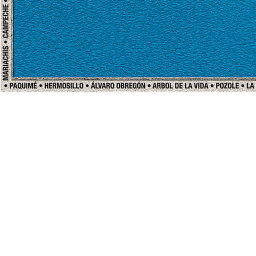 MARIACHIS • CAMPECHE •
• PAQUIMÉ • HERMOSILLO • ÁLVARO OBREGÓN • ARBOL DE LA VIDA • POZOLE • LA